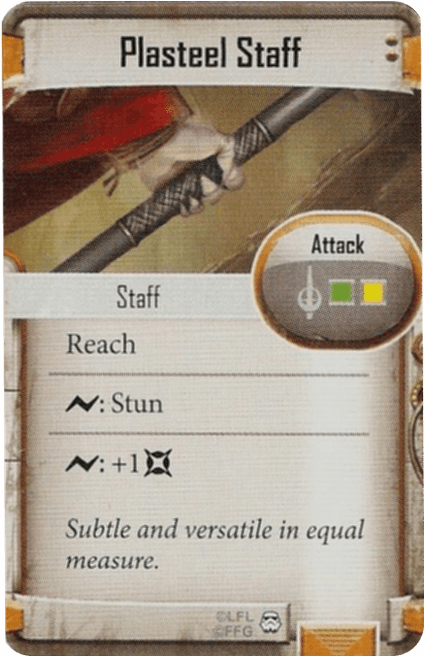 Plasteel Staff
Attack
Staff
Reach
: Stun
: +1
Subtle and versatile in equal
measure.
©LFL
©FFG